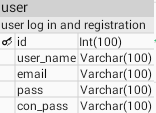 user
user log in and registration
id Int(100)
user_name Varchar(100)
email Varchar(100)
pass Varchar(100)
con_pass Varchar(100)